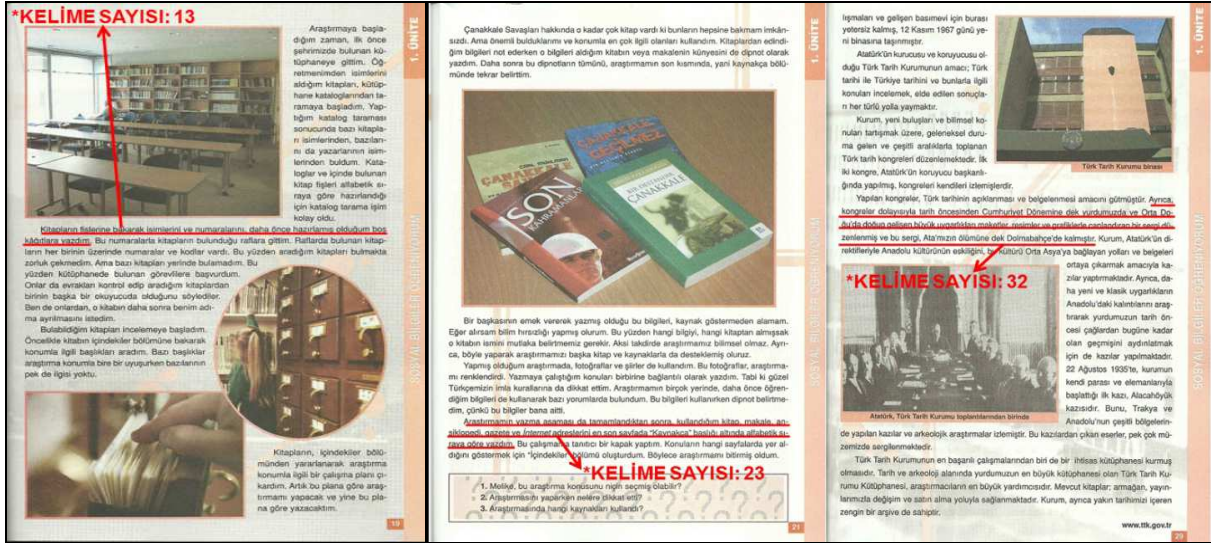 *KELİME SAYISI: 13
Araştırmaya başla-
dığım zaman, ilk önce
şehrimizde bulunan kü-
tüphaneye gittim. Öğ-
retmenimden isimlerini
aldığım kitapları, kütüp-
hane kataloglarından ta-
ramaya başladım. Yap-
tığım katalog taraması
sonucunda bazı kitapla-
rı isimlerinden, bazıları-
nı da yazarlarının isim-
lerinden buldum. Kata-
loglar ve içinde bulunan
kitap fişleri alfabetik sı-
raya göre hazırlandığı
için katalog tarama işim
kolay oldu.
Kitapların fişlerine bakarak isimlerini ve numaralarını, daha önce hazırlamış olduğum boş
kâğıtlara yazdım. Bu numaralarla kitapların bulunduğu raflara gittim. Raflarda bulunan kitap-
ların her birinin üzerinde numaralar ve kodlar vardı. Bu yüzden aradığım kitapları bulmakta
zorluk çekmedim. Ama bazı kitapları yerinde bulamadım. Bu
yüzden kütüphanede bulunan görevlilere başvurdum.
Onlar da evrakları kontrol edip aradığım kitaplardan
birinin başka bir okuyucuda olduğunu söylediler.
Ben de onlardan, o kitabın daha sonra benim adı-
ma ayrılmasını istedim.
Bulabildiğim kitapları incelemeye başladım.
Öncelikle kitabın içindekiler bölümüne bakarak
konumla ilgili başlıkları aradım. Bazı başlıklar
araştırma konumla bire bir uyuşurken bazılarının
pek de ilgisi yoktu.
Kitapların, içindekiler bölü-
münden yararlanarak araştırma
konumla ilgili bir çalışma planı çı-
kardım. Artık bu plana göre araş-
tırmamı yapacak ve yine bu pla-
na göre yazacaktım.
1. ÜNİTE
SOSYAL BİLGİLER ÖĞRENİYORUM
19
Çanakkale Savaşları hakkında o kadar çok kitap vardı ki bunların hepsine bakmam imkân-
sızdı. Ama önemli bulduklarımı ve konumla en çok ilgili olanları kullandım. Kitaplardan edindi-
ğim bilgileri not ederken o bilgileri aldığım kitabın veya makalenin künyesini de dipnot olarak
yazdım. Daha sonra bu dipnotların tümünü, araştırmamın son kısmında, yani kaynakça bölü-
münde tekrar belirttim.
ÇANAKKALE
GEÇİLMEZ
ÇANAKKALE
SON
KAHRAMANLAR
BİR DESTANDIR
ÇANAKKALE
Bir başkasının emek vererek yazmış olduğu bu bilgileri, kaynak göstermeden alamam.
Eğer alırsam bilim hırsızlığı yapmış olurum. Bu yüzden hangi bilgiyi, hangi kitaptan almışsak
o kitabın ismini mutlaka belirtmemiz gerekir. Aksi takdirde araştırmamız bilimsel olmaz. Ayrı-
ca, böyle yaparak araştırmamızı başka kitap ve kaynaklarla da desteklemiş oluruz.
Yapmış olduğum araştırmada, fotoğraflar ve şiirler de kullandım. Bu fotoğraflar, araştırma-
mı renklendirdi. Yazmaya çalıştığım konuları birbirine bağlantılı olarak yazdım. Tabi ki güzel
Türkçemizin imla kurallarına da dikkat ettim. Araştırmamın birçok yerinde, daha önce öğren-
diğim bilgileri de kullanarak bazı yorumlarda bulundum. Bu bilgileri kullanırken dipnot belirtme-
dim, çünkü bu bilgiler bana aitti.
Araştırmamın yazma aşaması da tamamlandıktan sonra, kullandığım kitap, makale, an-
siklopedi, gazete ve İnternet adreslerini en son sayfada "Kaynakça" başlığı altında alfabetik sı-
raya göre yazdım. Bu çalışmama tanıtıcı bir kapak yaptım. Konuların hangi sayfalarda yer al-
dığını göstermek için "İçindekiler" bölümü oluşturdum. Böylece araştırmamı bitirmiş oldum.
*KELİME SAYISI: 23
1. Melike, bu araştırma konusunu niçin seçmiş olabilir?
2. Araştırmasını yaparken nelere dikkat etti?
3. Araştırmasında hangi kaynakları kullandı?
1. ÜNİTE
SOSYAL BİLGİLER ÖĞRENİYORUM
21
lışmaları ve gelişen basımevi için burası
yetersiz kalmış, 12 Kasım 1967 günü ye-
ni binasına taşınmıştır.
Atatürk'ün kurucusu ve koruyucusu ol-
duğu Türk Tarih Kurumunun amacı; Türk
tarihi ile Türkiye tarihini ve bunlarla ilgili
konuları incelemek, elde edilen sonuçla-
rı her türlü yolla yaymaktır.
Kurum, yeni buluşları ve bilimsel ko-
nuları tartışmak üzere, geleneksel duru-
ma gelen ve çeşitli aralıklarla toplanan
Türk tarih kongreleri düzenlemektedir. İlk
iki kongre, Atatürk'ün koruyucu başkanlı-
ğında yapılmış, kongreleri kendileri izlemişlerdir.
Türk Tarih Kurumu binası
Yapılan kongreler, Türk tarihinin açıklanması ve belgelenmesi amacını gütmüştür. Ayrıca,
kongreler dolayısıyla tarih öncesinden Cumhuriyet Dönemine dek yurdumuzda ve Orta Do-
ğu'da doğup gelişen büyük uygarlıkları maketler, resimler ve grafiklerle canlandıran bir sergi dü-
zenlenmiş ve bu sergi, Ata'mızın ölümüne dek Dolmabahçe'de kalmıştır. Kurum, Atatürk'ün di-
rektifleriyle Anadolu kültürünün eskiliğini, bu kültürü Orta Asya'ya bağlayan yolları ve belgeleri
*KELİME SAYISI: 32
ortaya çıkarmak amacıyla ka-
zılar yaptırmaktadır. Ayrıca, da-
ha yeni ve klasik uygarlıkların
Anadolu'daki kalıntılarını araş-
tırarak yurdumuzun tarih ön-
cesi çağlardan bugüne kadar
olan geçmişini aydınlatmak
için de kazılar yapılmaktadır.
22 Ağustos 1935'te, kurumun
kendi parası ve elemanlarıyla
başlattığı ilk kazı, Alacahöyük
kazısıdır. Bunu, Trakya ve
Anadolu'nun çeşitli bölgelerin-
Atatürk, Türk Tarih Kurumu toplantılarından birinde
de yapılan kazılar ve arkeolojik araştırmalar izlemiştir. Bu kazılardan çıkan eserler, pek çok mü-
zemizde sergilenmektedir.
Türk Tarih Kurumunun en başarılı çalışmalarından biri de bir ihtisas kütüphanesi kurmuş
olmasıdır. Tarih ve arkeoloji alanında yurdumuzun en büyük kütüphanesi olan Türk Tarih Ku-
rumu Kütüphanesi, araştırmacıların en büyük yardımcısıdır. Mevcut kitaplar; armağan, yayın-
larımızla değişim ve satın alma yoluyla sağlanmaktadır. Kurum, ayrıca yakın tarihimizi içeren
zengin bir arşive de sahiptir.
www.ttk.gov.tr
1. ÜNİTE
SOSYAL BİLGİLER ÖĞRENİYORUM